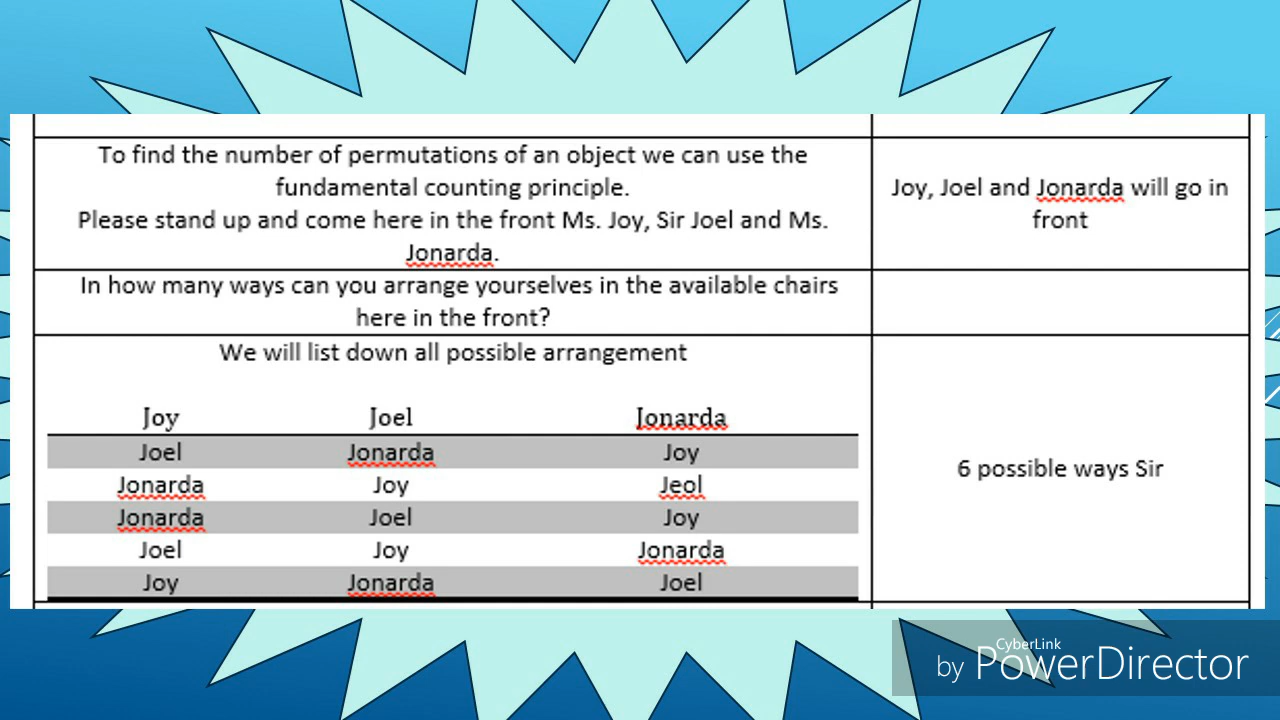 To find the number of permutations of an object we can use the
fundamental counting principle.
Please stand up and come here in the front Ms. Joy, Sir Joel and Ms.
Jonarda.
Joy, Joel and Jonarda will go in
front
In how many ways can you arrange yourselves in the available chairs
here in the front?
We will list down all possible arrangement
Joy Joel Jonarda
Joel Jonarda Joy
Jonarda Joy Jeol
Jonarda Joel Joy
Joel Joy Jonarda
Joy Jonarda Joel
6 possible ways Sir
CyberLink
by PowerDirector